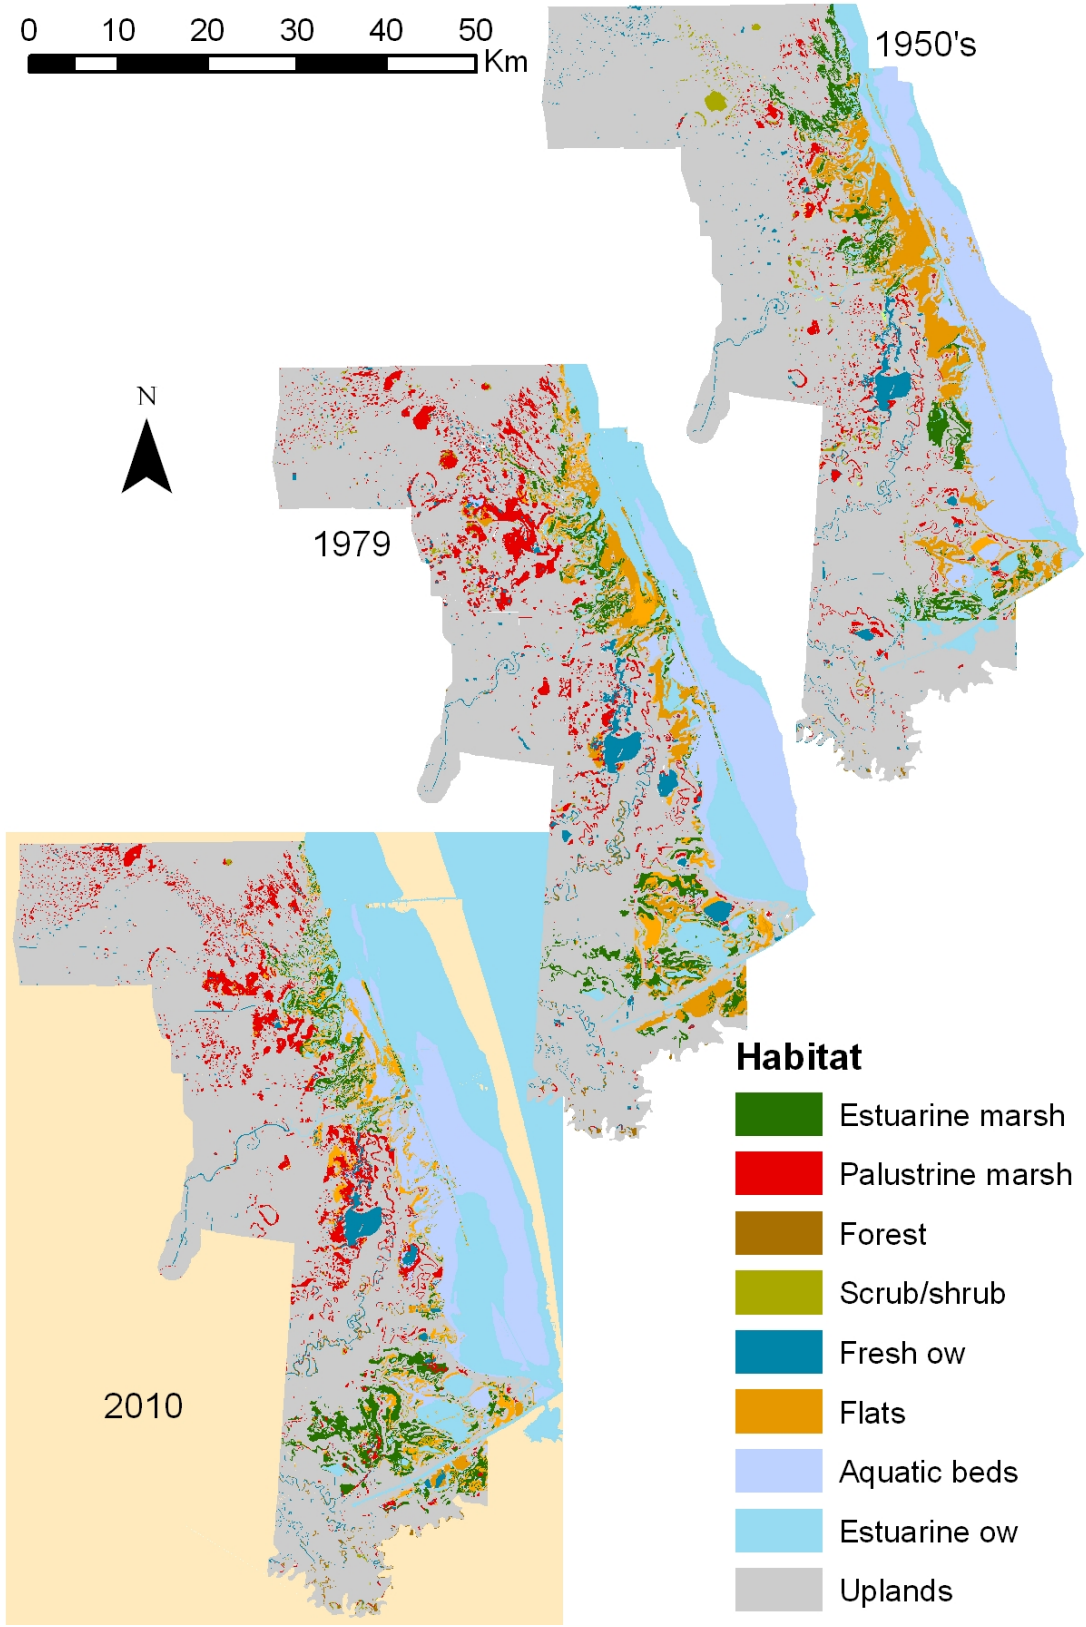 0 10 20 30 40 50
Km
1950's
N
1979
2010
Habitat
Estuarine marsh
Palustrine marsh
Forest
Scrub/shrub
Fresh ow
Flats
Aquatic beds
Estuarine ow
Uplands